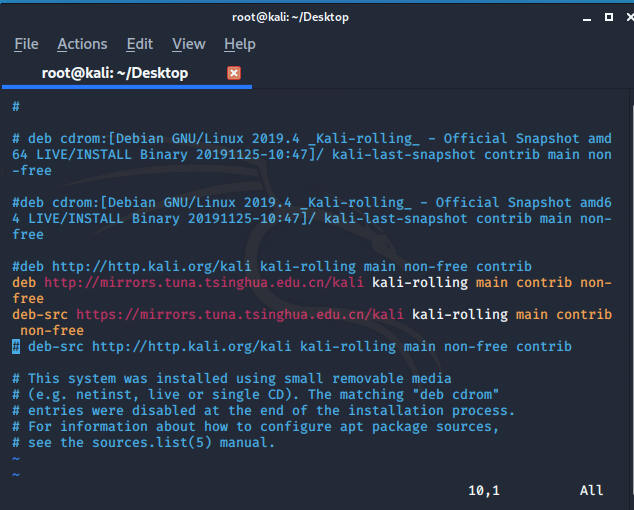 root@kali: ~/Desktop
File Actions Edit View Help
root@kali: ~/Desktop
#
# deb cdrom:[Debian GNU/Linux 2019.4 _Kali-rolling_ - Official Snapshot amd
64 LIVE/INSTALL Binary 20191125-10:47]/ kali-last-snapshot contrib main non
-free
#deb cdrom:[Debian GNU/Linux 2019.4 _Kali-rolling_ - Official Snapshot amd6
4 LIVE/INSTALL Binary 20191125-10:47]/ kali-last-snapshot contrib main non-
free
#deb http://http.kali.org/kali kali-rolling main non-free contrib
deb http://mirrors.tuna.tsinghua.edu.cn/kali kali-rolling main contrib non-
free
deb-src https://mirrors.tuna.tsinghua.edu.cn/kali kali-rolling main contrib
 non-free
# deb-src http://http.kali.org/kali kali-rolling main non-free contrib
# This system was installed using small removable media
# (e.g. netinst, live or single CD). The matching "deb cdrom"
# entries were disabled at the end of the installation process.
# For information about how to configure apt package sources,
# see the sources.list(5) manual.
~
~
10,1 All